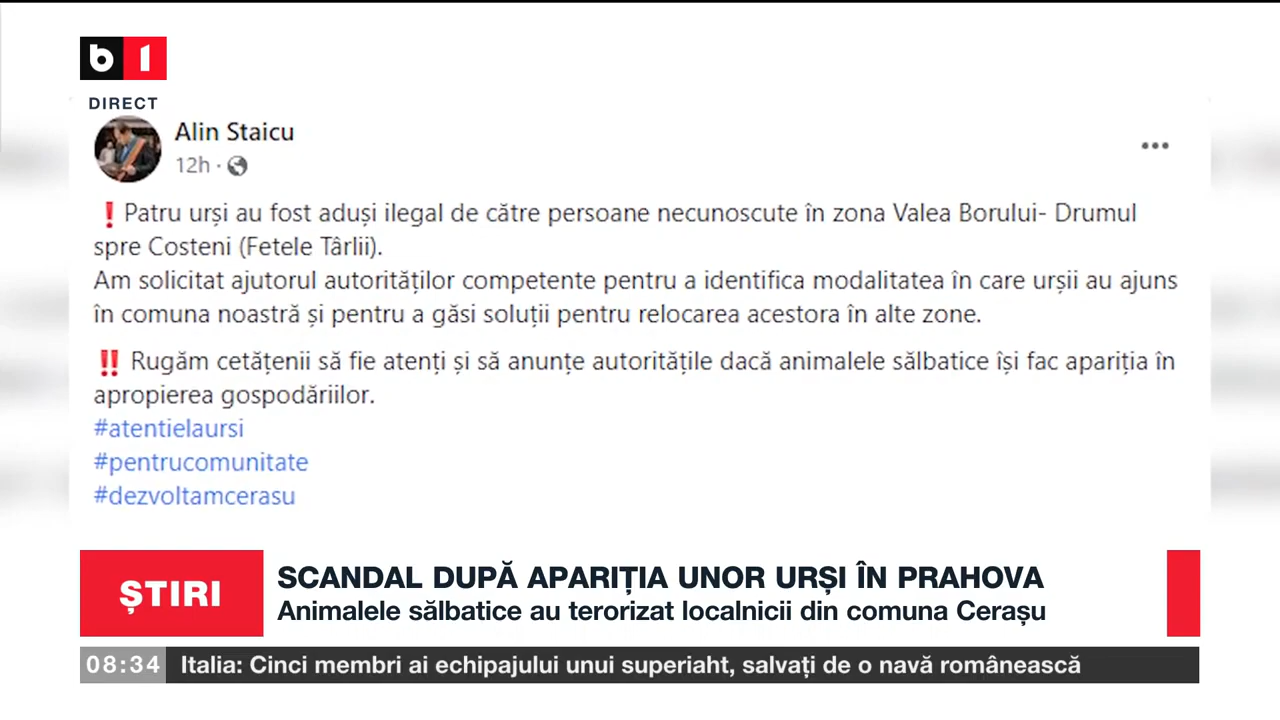 b1
DIRECT
Alin Staicu
12h ·
❗Patru urși au fost aduși ilegal de către persoane necunoscute în zona Valea Borului- Drumul
spre Costeni (Fetele Târlii).
Am solicitat ajutorul autorităților competente pentru a identifica modalitatea în care urșii au ajuns
în comuna noastră și pentru a găsi soluții pentru relocarea acestora în alte zone.
‼ Rugăm cetățenii să fie atenți și să anunțe autoritățile dacă animalele sălbatice își fac apariția în
apropierea gospodăriilor.
#atentielaursi
#pentrucomunitate
#dezvoltamcerasu
ȘTIRI
SCANDAL DUPĂ APARIȚIA UNOR URȘI ÎN PRAHOVA
Animalele sălbatice au terorizat localnicii din comuna Cerașu
08:34 Italia: Cinci membri ai echipajului unui superiaht, salvați de o navă românească